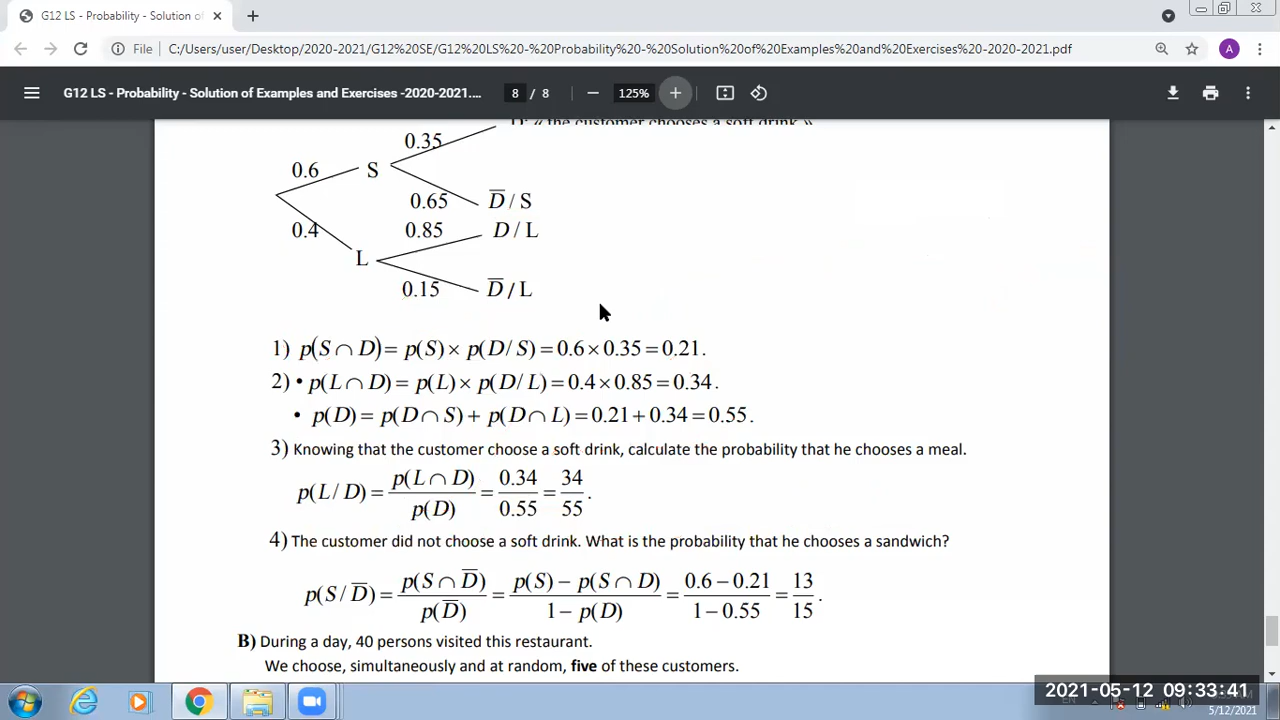 G12 LS - Probability - Solution of
File C:/Users/user/Desktop/2020-2021/G12%20SE/G12%20LS%20-%20Probability%20-%20Solution%20of%20Examples%20and%20Exercises%20-2020-2021.pdf
A
G12 LS - Probability - Solution of Examples and Exercises -2020-2021....
8 / 8
125%
D: « the customer chooses a soft drink »
0.35
0.6
S
0.65
D̅ / S
0.4
0.85
D / L
L
0.15
D̅ / L
1) p(S ∩ D) = p(S) × p(D/ S) = 0.6 × 0.35 = 0.21.
2) • p(L ∩ D) = p(L) × p(D/ L) = 0.4 × 0.85 = 0.34.
• p(D) = p(D ∩ S) + p(D ∩ L) = 0.21 + 0.34 = 0.55.
3) Knowing that the customer choose a soft drink, calculate the probability that he chooses a meal.
p(L / D) = p(L ∩ D) / p(D) = 0.34 / 0.55 = 34 / 55.
4) The customer did not choose a soft drink. What is the probability that he chooses a sandwich?
p(S / D̅) = p(S ∩ D̅) / p(D̅) = p(S) − p(S ∩ D) / 1 − p(D) = 0.6 − 0.21 / 1 − 0.55 = 13 / 15.
B) During a day, 40 persons visited this restaurant.
We choose, simultaneously and at random, five of these customers.
2021-05-12 09:33:41
5/12/2021